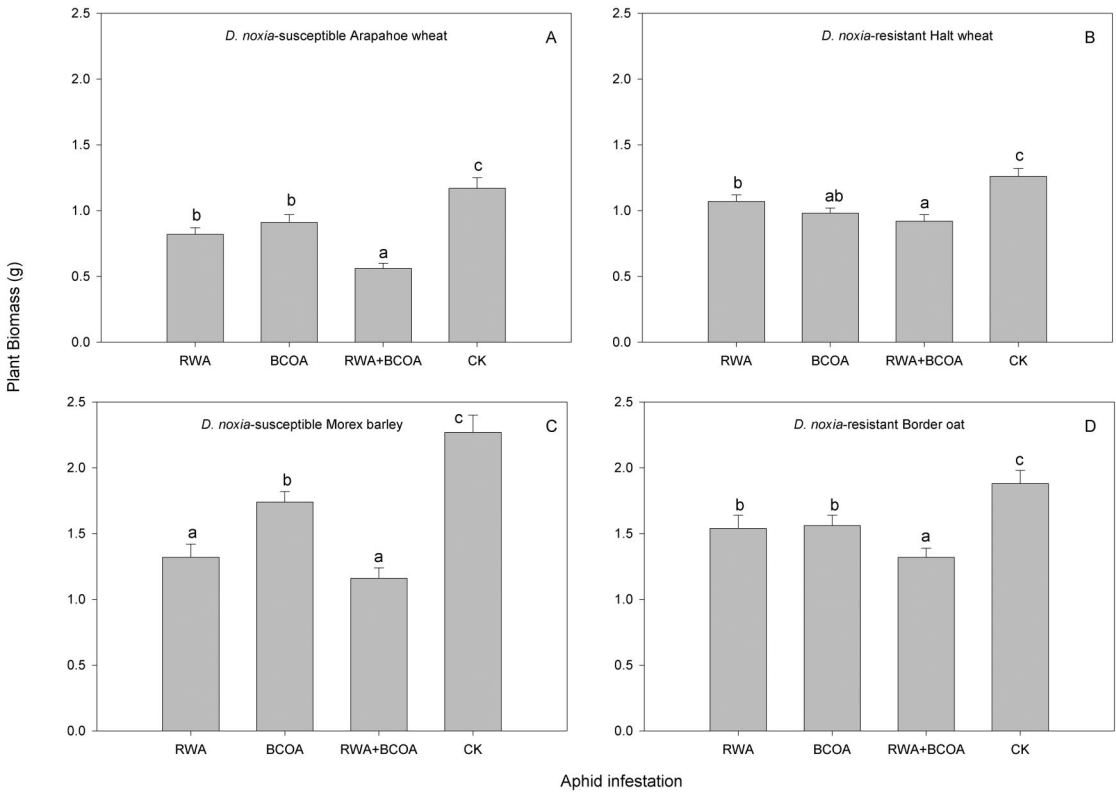 Plant Biomass (g)
D. noxia-susceptible Arapahoe wheat
A
2.5
2.0
1.5
1.0
0.5
0.0
b
b
a
c
RWA
BCOA
RWA+BCOA
CK
D. noxia-resistant Halt wheat
B
2.5
2.0
1.5
1.0
0.5
0.0
b
ab
a
c
RWA
BCOA
RWA+BCOA
CK
D. noxia-susceptible Morex barley
C
2.5
2.0
1.5
1.0
0.5
0.0
a
b
a
c
RWA
BCOA
RWA+BCOA
CK
D. noxia-resistant Border oat
D
2.5
2.0
1.5
1.0
0.5
0.0
b
b
a
c
RWA
BCOA
RWA+BCOA
CK
Aphid infestation